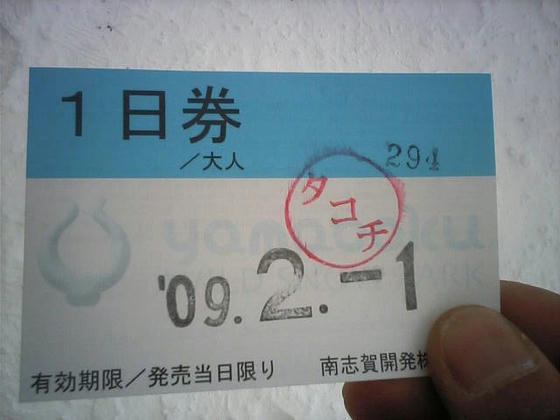 1日券
／大人
294
タコチ
'09.2.-1
有効期限／発売当日限り 南志賀開発株